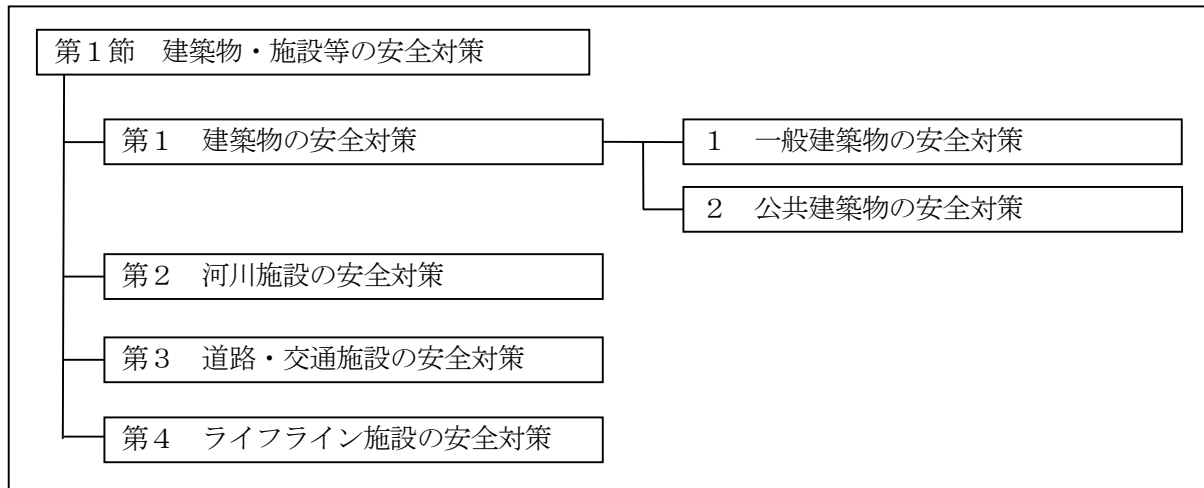 第１節　建築物・施設等の安全対策
第１　建築物の安全対策
１　一般建築物の安全対策
２　公共建築物の安全対策
第２　河川施設の安全対策
第３　道路・交通施設の安全対策
第４　ライフライン施設の安全対策